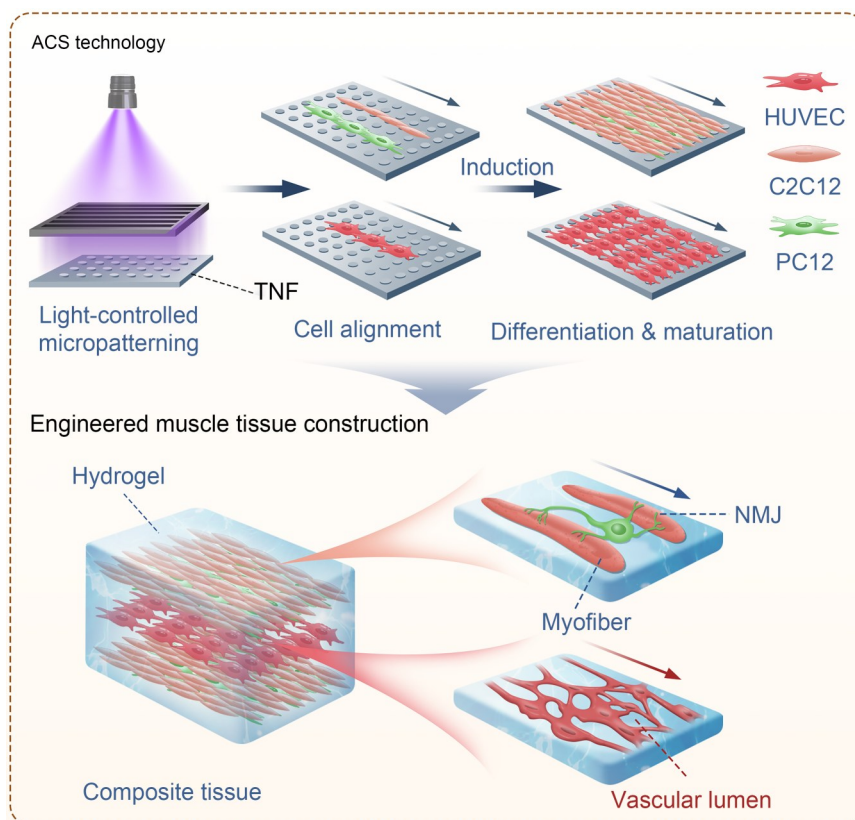 ACS technology
HUVEC
Induction
C2C12
PC12
TNF
Light-controlled
micropatterning
Cell alignment
Differentiation & maturation
Engineered muscle tissue construction
Hydrogel
NMJ
Myofiber
Composite tissue
Vascular lumen